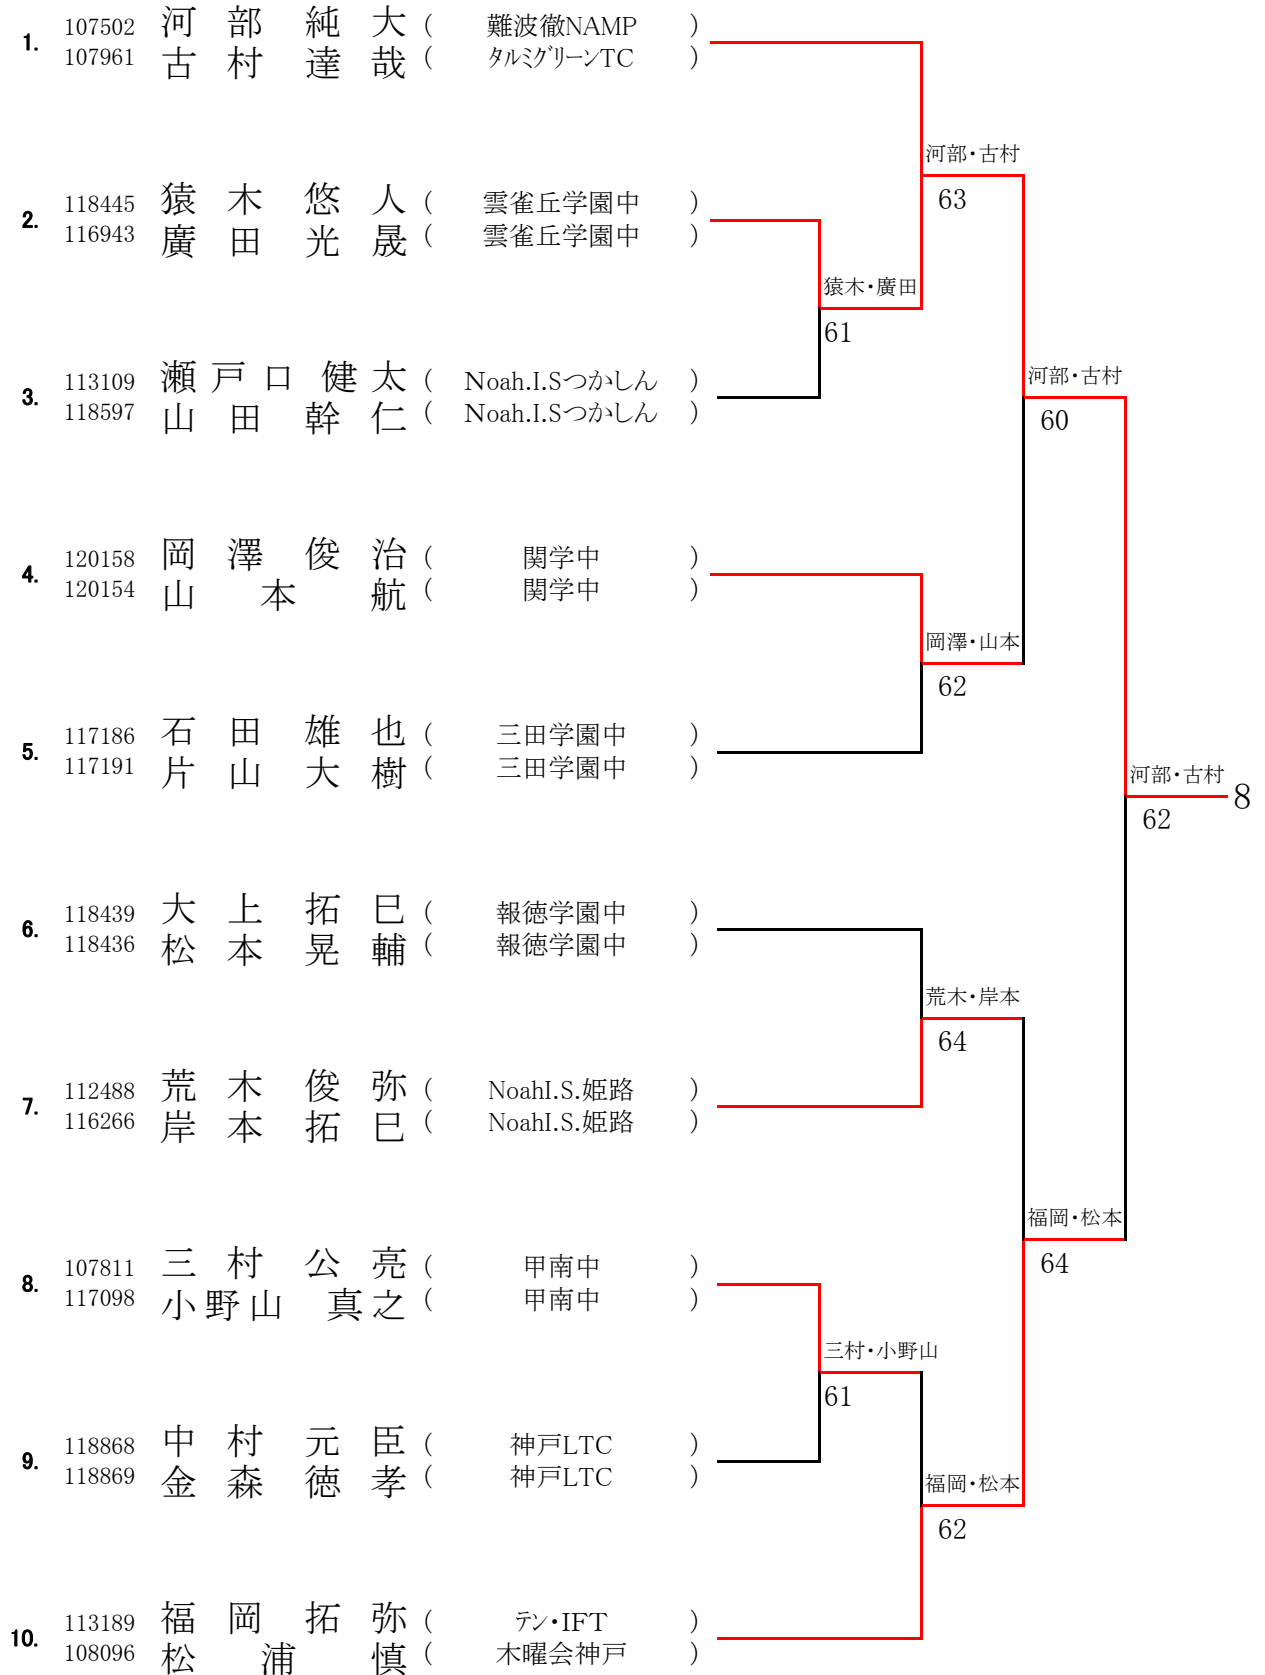 1. 107502 河部 純大 ( 難波徹NAMP )
107961 古村 達哉 ( タルミグリーンTC )
河部・古村
63
2. 118445 猿木 悠人 ( 雲雀丘学園中 )
116943 廣田 光晟 ( 雲雀丘学園中 )
猿木・廣田
61
3. 113109 瀬戸口 健太 ( Noah.I.Sつかしん )
118597 山田 幹仁 ( Noah.I.Sつかしん )
河部・古村
60
4. 120158 岡澤 俊治 ( 関学中 )
120154 山本 航 ( 関学中 )
岡澤・山本
62
5. 117186 石田 雄也 ( 三田学園中 )
117191 片山 大樹 ( 三田学園中 )
河部・古村
8
62
6. 118439 大上 拓巳 ( 報徳学園中 )
118436 松本 晃輔 ( 報徳学園中 )
荒木・岸本
64
7. 112488 荒木 俊弥 ( NoahI.S.姫路 )
116266 岸本 拓巳 ( NoahI.S.姫路 )
福岡・松本
64
8. 107811 三村 公亮 ( 甲南中 )
117098 小野山 真之 ( 甲南中 )
三村・小野山
61
9. 118868 中村 元臣 ( 神戸LTC )
118869 金森 徳孝 ( 神戸LTC )
福岡・松本
62
10. 113189 福岡 拓弥 ( テン・IFT )
108096 松浦 慎 ( 木曜会神戸 )